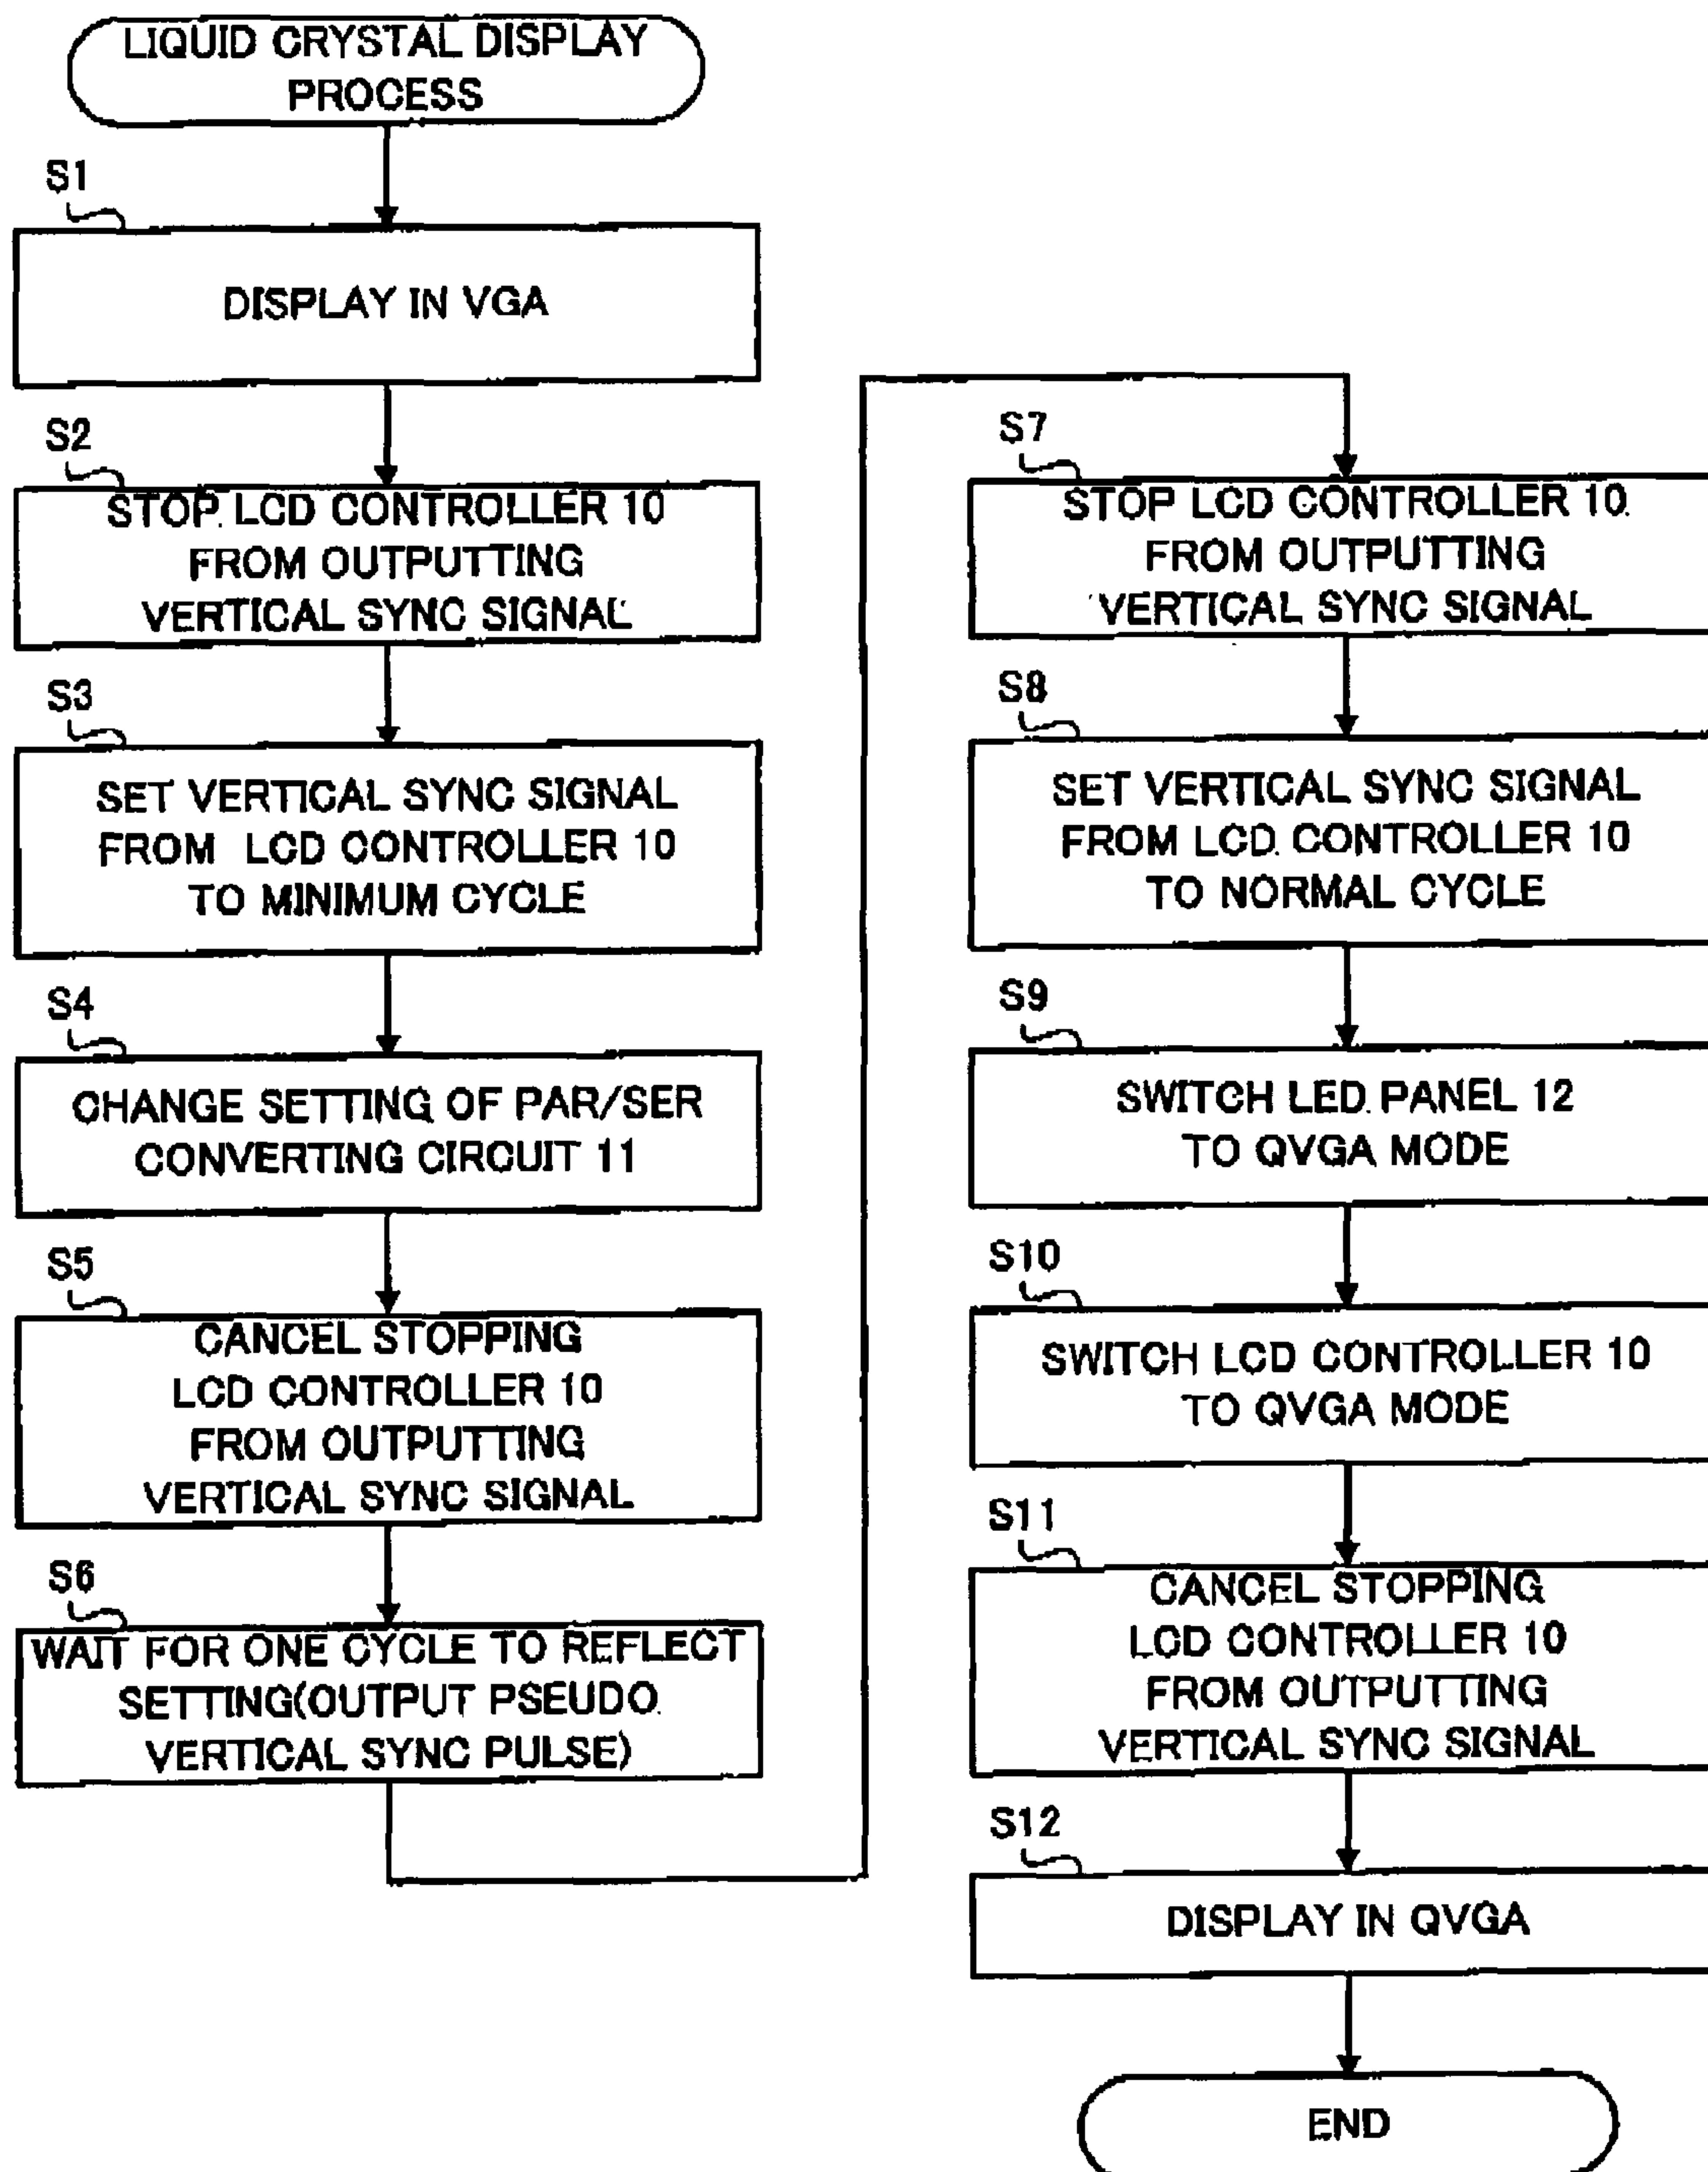 LIQUID CRYSTAL DISPLAY
PROCESS
S1
DISPLAY IN VGA
S2
STOP LCD CONTROLLER 10
FROM OUTPUTTING
VERTICAL SYNC SIGNAL
S3
SET VERTICAL SYNC SIGNAL
FROM LCD CONTROLLER 10
TO MINIMUM CYCLE
S4
CHANGE SETTING OF PAR/SER
CONVERTING CIRCUIT 11
S5
CANCEL STOPPING
LCD CONTROLLER 10
FROM OUTPUTTING
VERTICAL SYNC SIGNAL
S6
WAIT FOR ONE CYCLE TO REFLECT
SETTING(OUTPUT PSEUDO
VERTICAL SYNC PULSE)
S7
STOP LCD CONTROLLER 10
FROM OUTPUTTING
VERTICAL SYNC SIGNAL
S8
SET VERTICAL SYNC SIGNAL
FROM LCD CONTROLLER 10
TO NORMAL CYCLE
S9
SWITCH LED PANEL 12
TO QVGA MODE
S10
SWITCH LCD CONTROLLER 10
TO QVGA MODE
S11
CANCEL STOPPING
LCD CONTROLLER 10
FROM OUTPUTTING
VERTICAL SYNC SIGNAL
S12
DISPLAY IN QVGA
END